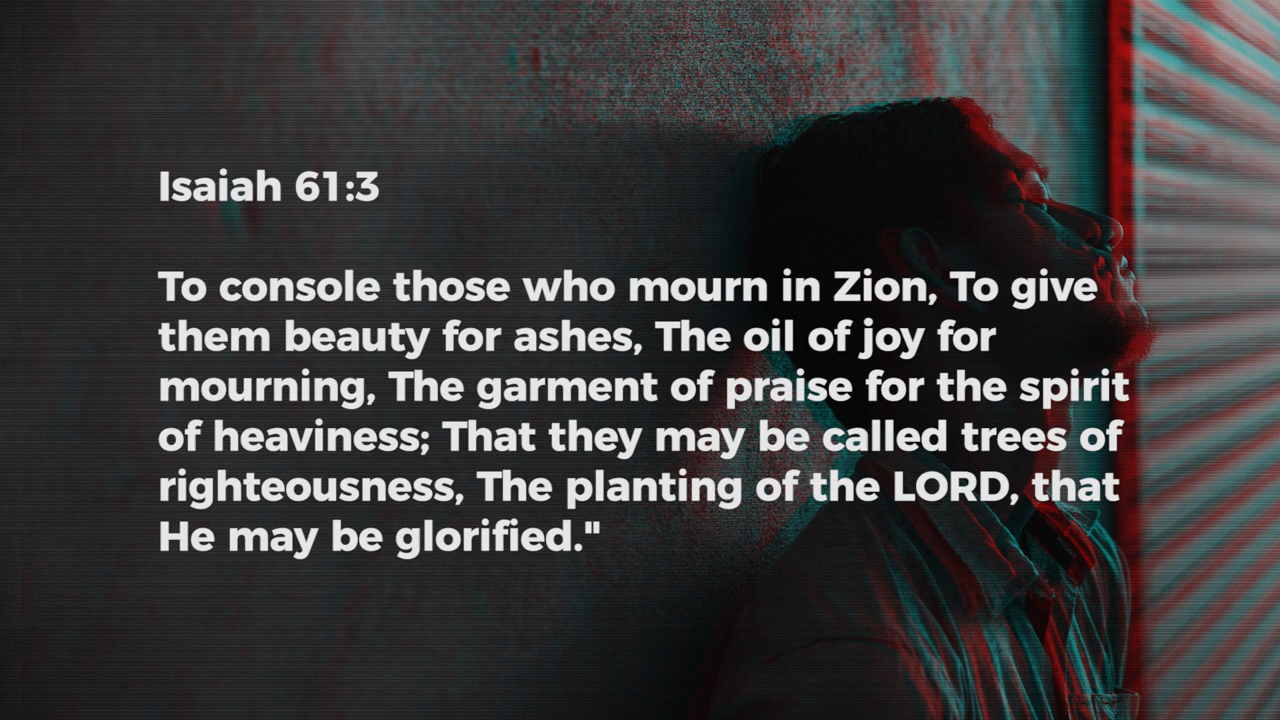 Isaiah 61:3
To console those who mourn in Zion, To give
them beauty for ashes, The oil of joy for
mourning, The garment of praise for the spirit
of heaviness; That they may be called trees of
righteousness, The planting of the LORD, that
He may be glorified."